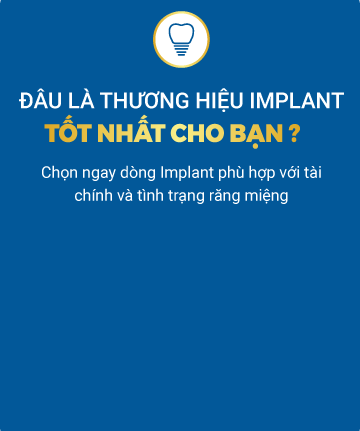 ĐÂU LÀ THƯƠNG HIỆU IMPLANT
TỐT NHẤT CHO BẠN ?
Chọn ngay dòng Implant phù hợp với tài
chính và tình trạng răng miệng